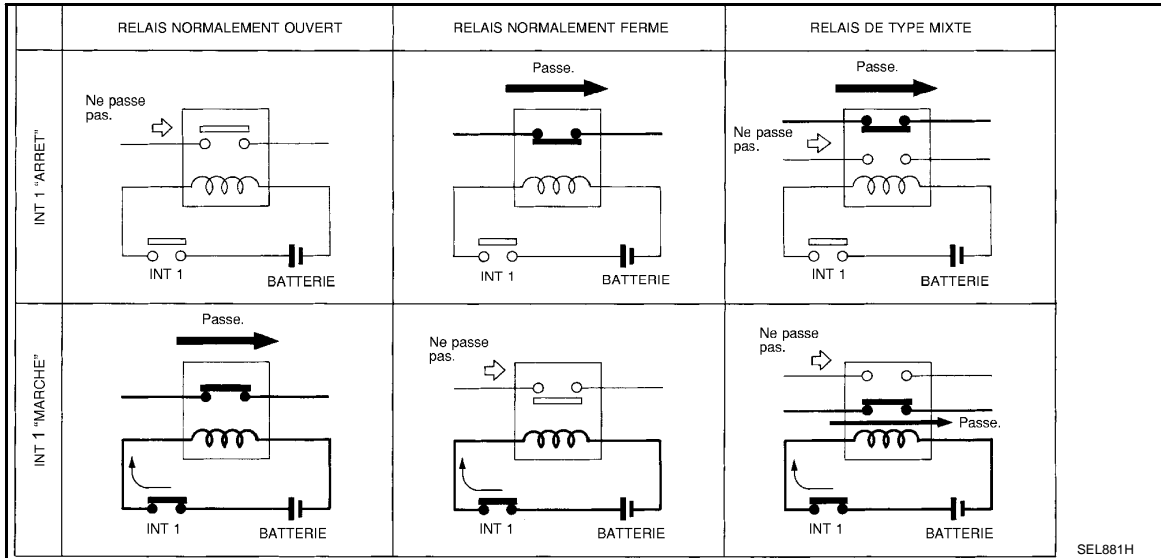 RELAIS NORMALEMENT OUVERT
RELAIS NORMALEMENT FERME
RELAIS DE TYPE MIXTE
INT 1 "ARRET"
Ne passe
pas.
INT 1
BATTERIE
Passe.
INT 1
BATTERIE
Passe.
Ne passe
pas.
INT 1
BATTERIE
INT 1 "MARCHE"
Passe.
INT 1
BATTERIE
Ne passe
pas.
INT 1
BATTERIE
Ne passe
pas.
Passe.
INT 1
BATTERIE
SEL881H